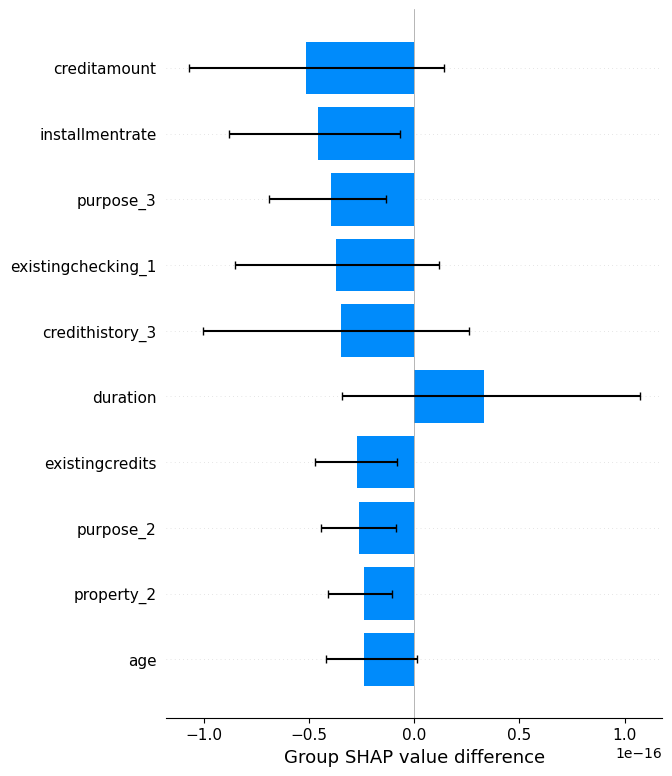 creditamount
installmentrate
purpose_3
existingchecking_1
credithistory_3
duration
existingcredits
purpose_2
property_2
age
−1.0 −0.5 0.0 0.5 1.0
Group SHAP value difference
1e−16